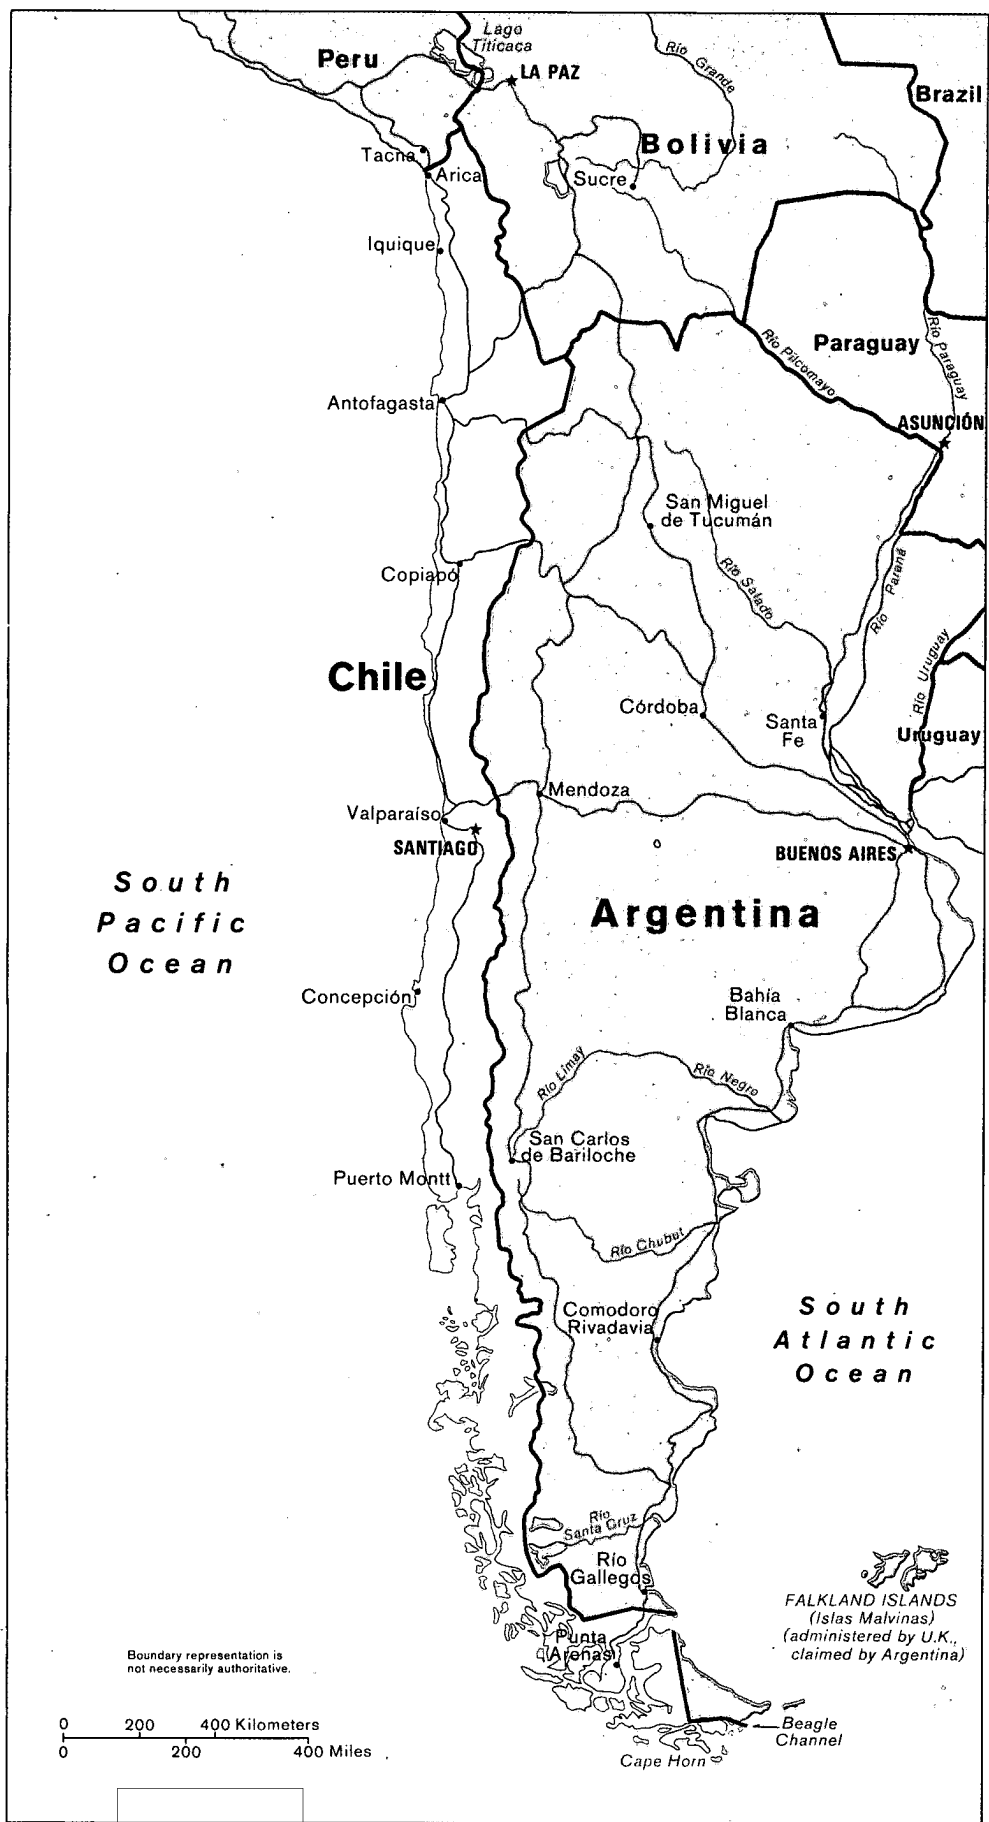 Lago
Titicaca
Peru
LA PAZ
Río Grande
Brazil
Bolivia
Tacna
Arica
Sucre
Iquique
Paraguay
Río Pilcomayo
Río Paraguay
Antofagasta
ASUNCIÓN
San Miguel
de Tucumán
Copiapó
Río Salado
Río Paraná
Río Uruguay
Chile
Córdoba
Santa
Fe
Uruguay
Mendoza
Valparaíso
SANTIAGO
BUENOS AIRES
South
Pacific
Ocean
Argentina
Concepción
Bahía
Blanca
Río Limay
Río Negro
San Carlos
de Bariloche
Puerto Montt
Río Chubut
Comodoro
Rivadavia
South
Atlantic
Ocean
Río
Santa Cruz
Río
Gallegos
FALKLAND ISLANDS
(Islas Malvinas)
(administered by U.K.,
claimed by Argentina)
Punta
Arenas
Boundary representation is
not necessarily authoritative.
0 200 400 Kilometers
0 200 400 Miles
Beagle
Channel
Cape Horn